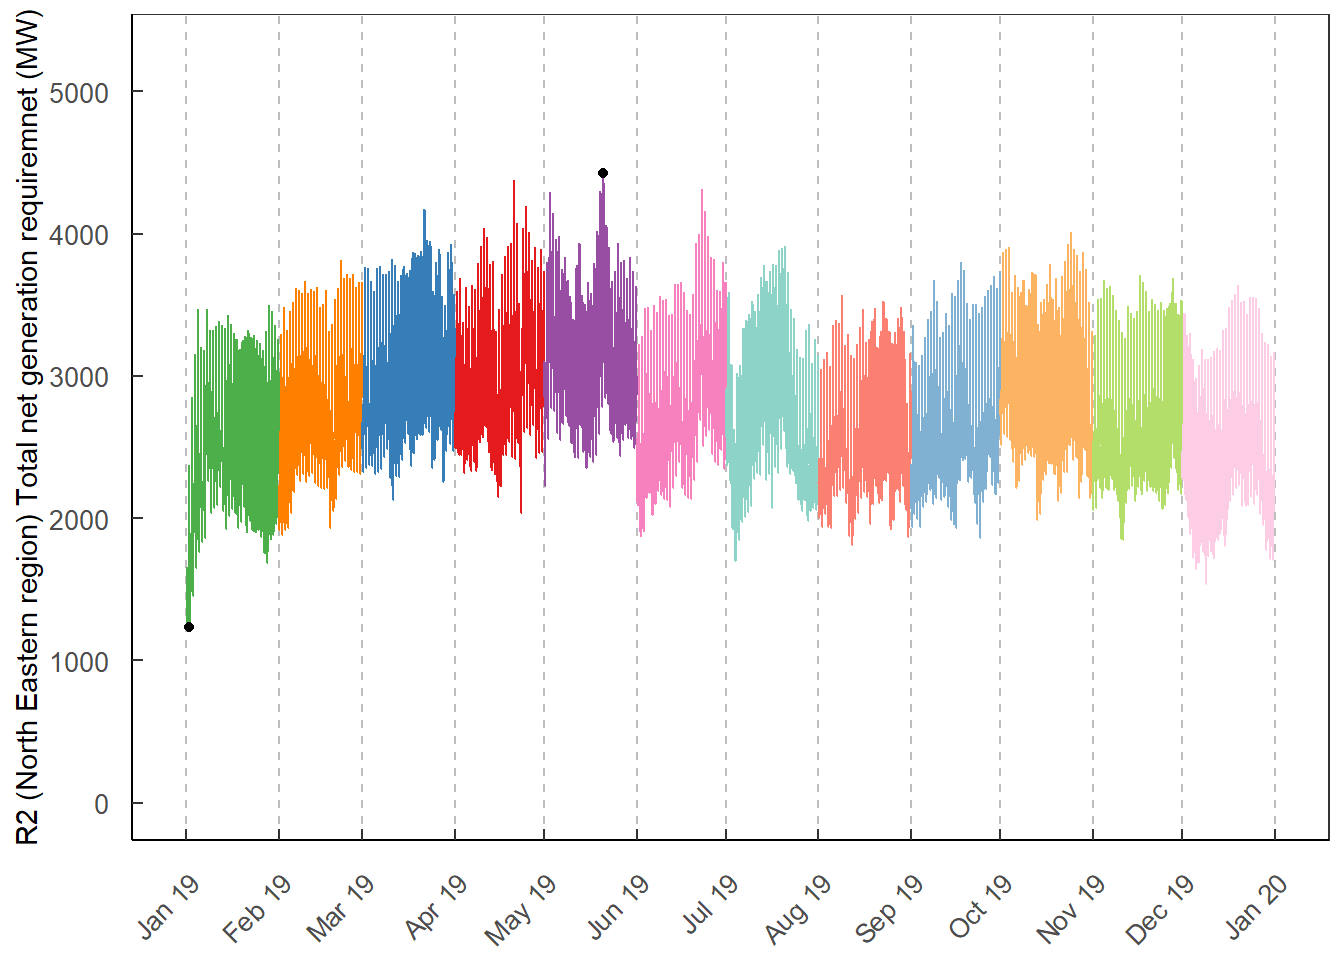 R2 (North Eastern region) Total net generation requiremnet (MW)
5000
4000
3000
2000
1000
0
Jan 19
Feb 19
Mar 19
Apr 19
May 19
Jun 19
Jul 19
Aug 19
Sep 19
Oct 19
Nov 19
Dec 19
Jan 20